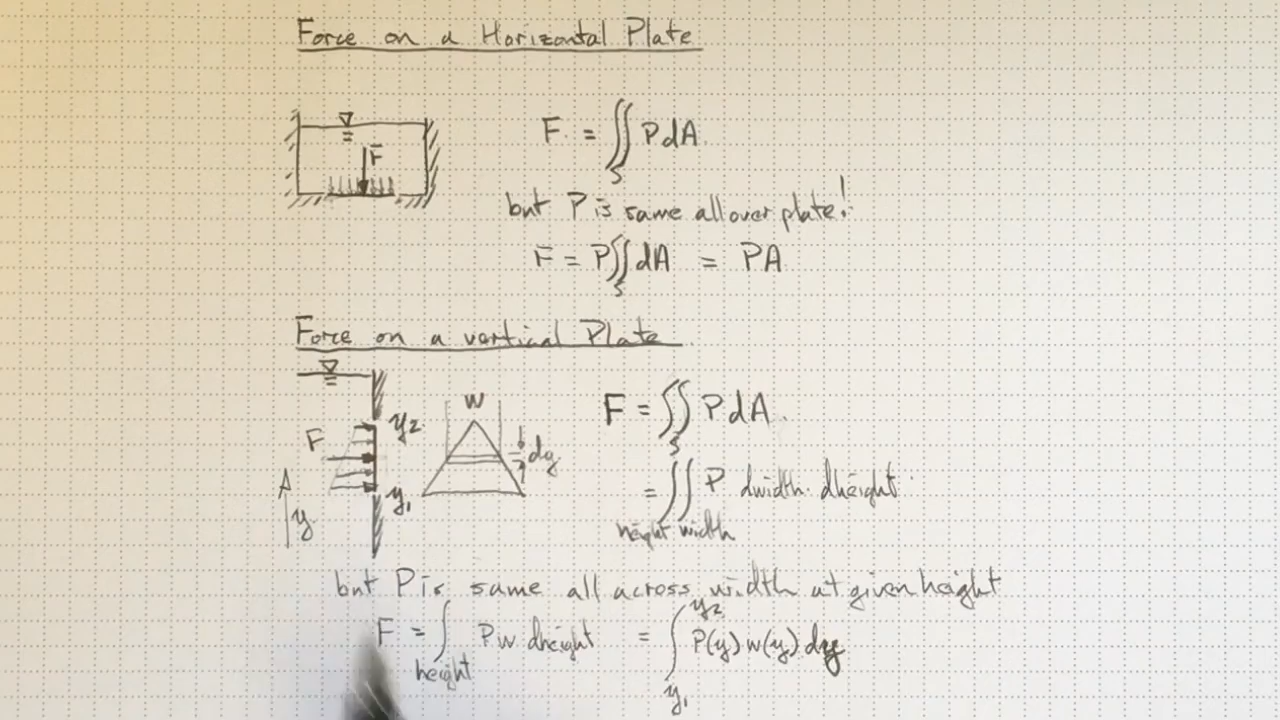 Force on a Horizontal Plate
F
F = ∬ P dA
S
but P is same all over plate!
F = P ∬ dA = PA
S
Force on a vertical Plate
F
y
y2
y1
w
dy
F = ∬ P dA
S
= ∬ P dwidth dheight
height width
but P is same all across width at given height
F = ∫ Pw dheight = ∫ P(y) w(y) dy
height
y2
y1